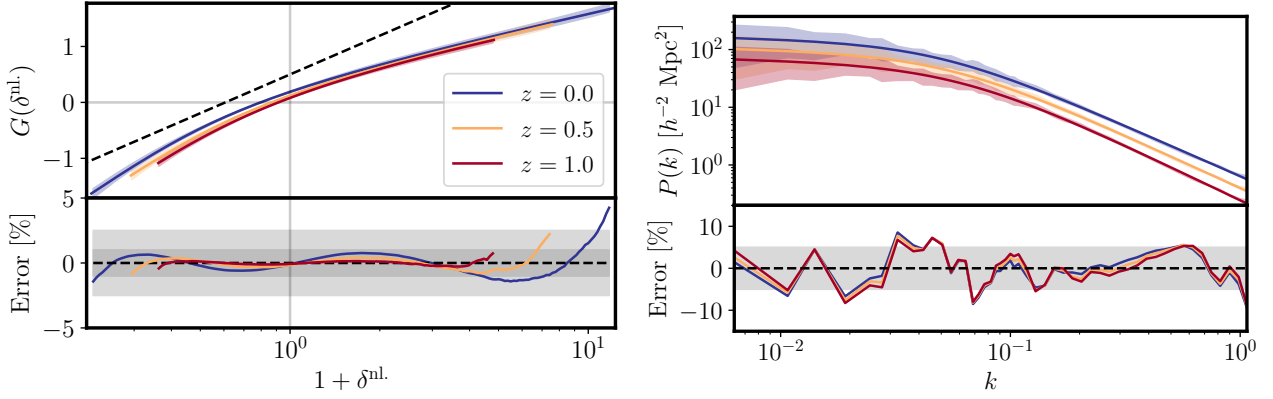 G(δ^nl.)
1
0
−1
z = 0.0
z = 0.5
z = 1.0
Error [%]
5
0
−5
10^0
10^1
1 + δ^nl.
P(k) [h^−2 Mpc^2]
10^2
10^1
10^0
Error [%]
10
0
−10
10^−2
10^−1
10^0
k